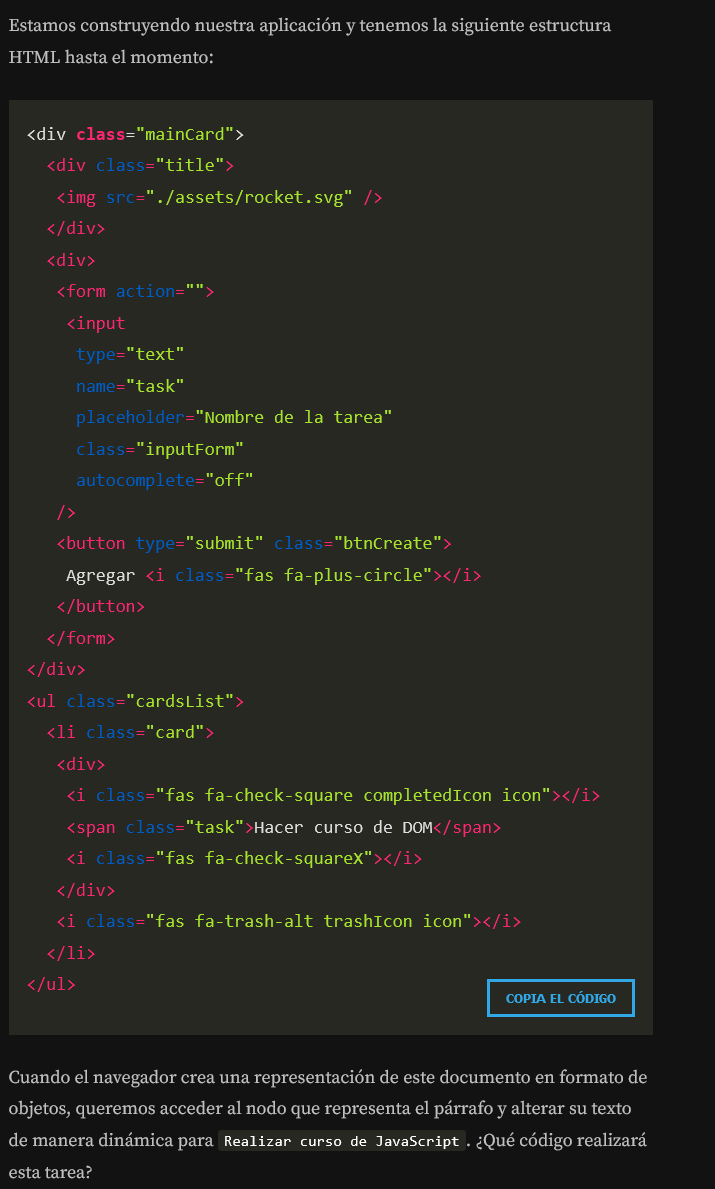 Estamos construyendo nuestra aplicación y tenemos la siguiente estructura
HTML hasta el momento:
<div class="mainCard">
<div class="title">
<img src="./assets/rocket.svg" />
</div>
<div>
<form action="">
<input
type="text"
name="task"
placeholder="Nombre de la tarea"
class="inputForm"
autocomplete="off"
/>
<button type="submit" class="btnCreate">
Agregar <i class="fas fa-plus-circle"></i>
</button>
</form>
</div>
<ul class="cardsList">
<li class="card">
<div>
<i class="fas fa-check-square completedIcon icon"></i>
<span class="task">Hacer curso de DOM</span>
<i class="fas fa-check-squareX"></i>
</div>
<i class="fas fa-trash-alt trashIcon icon"></i>
</li>
</ul>
COPIA EL CÓDIGO
Cuando el navegador crea una representación de este documento en formato de
objetos, queremos acceder al nodo que representa el párrafo y alterar su texto
de manera dinámica para Realizar curso de JavaScript. ¿Qué código realizará
esta tarea?